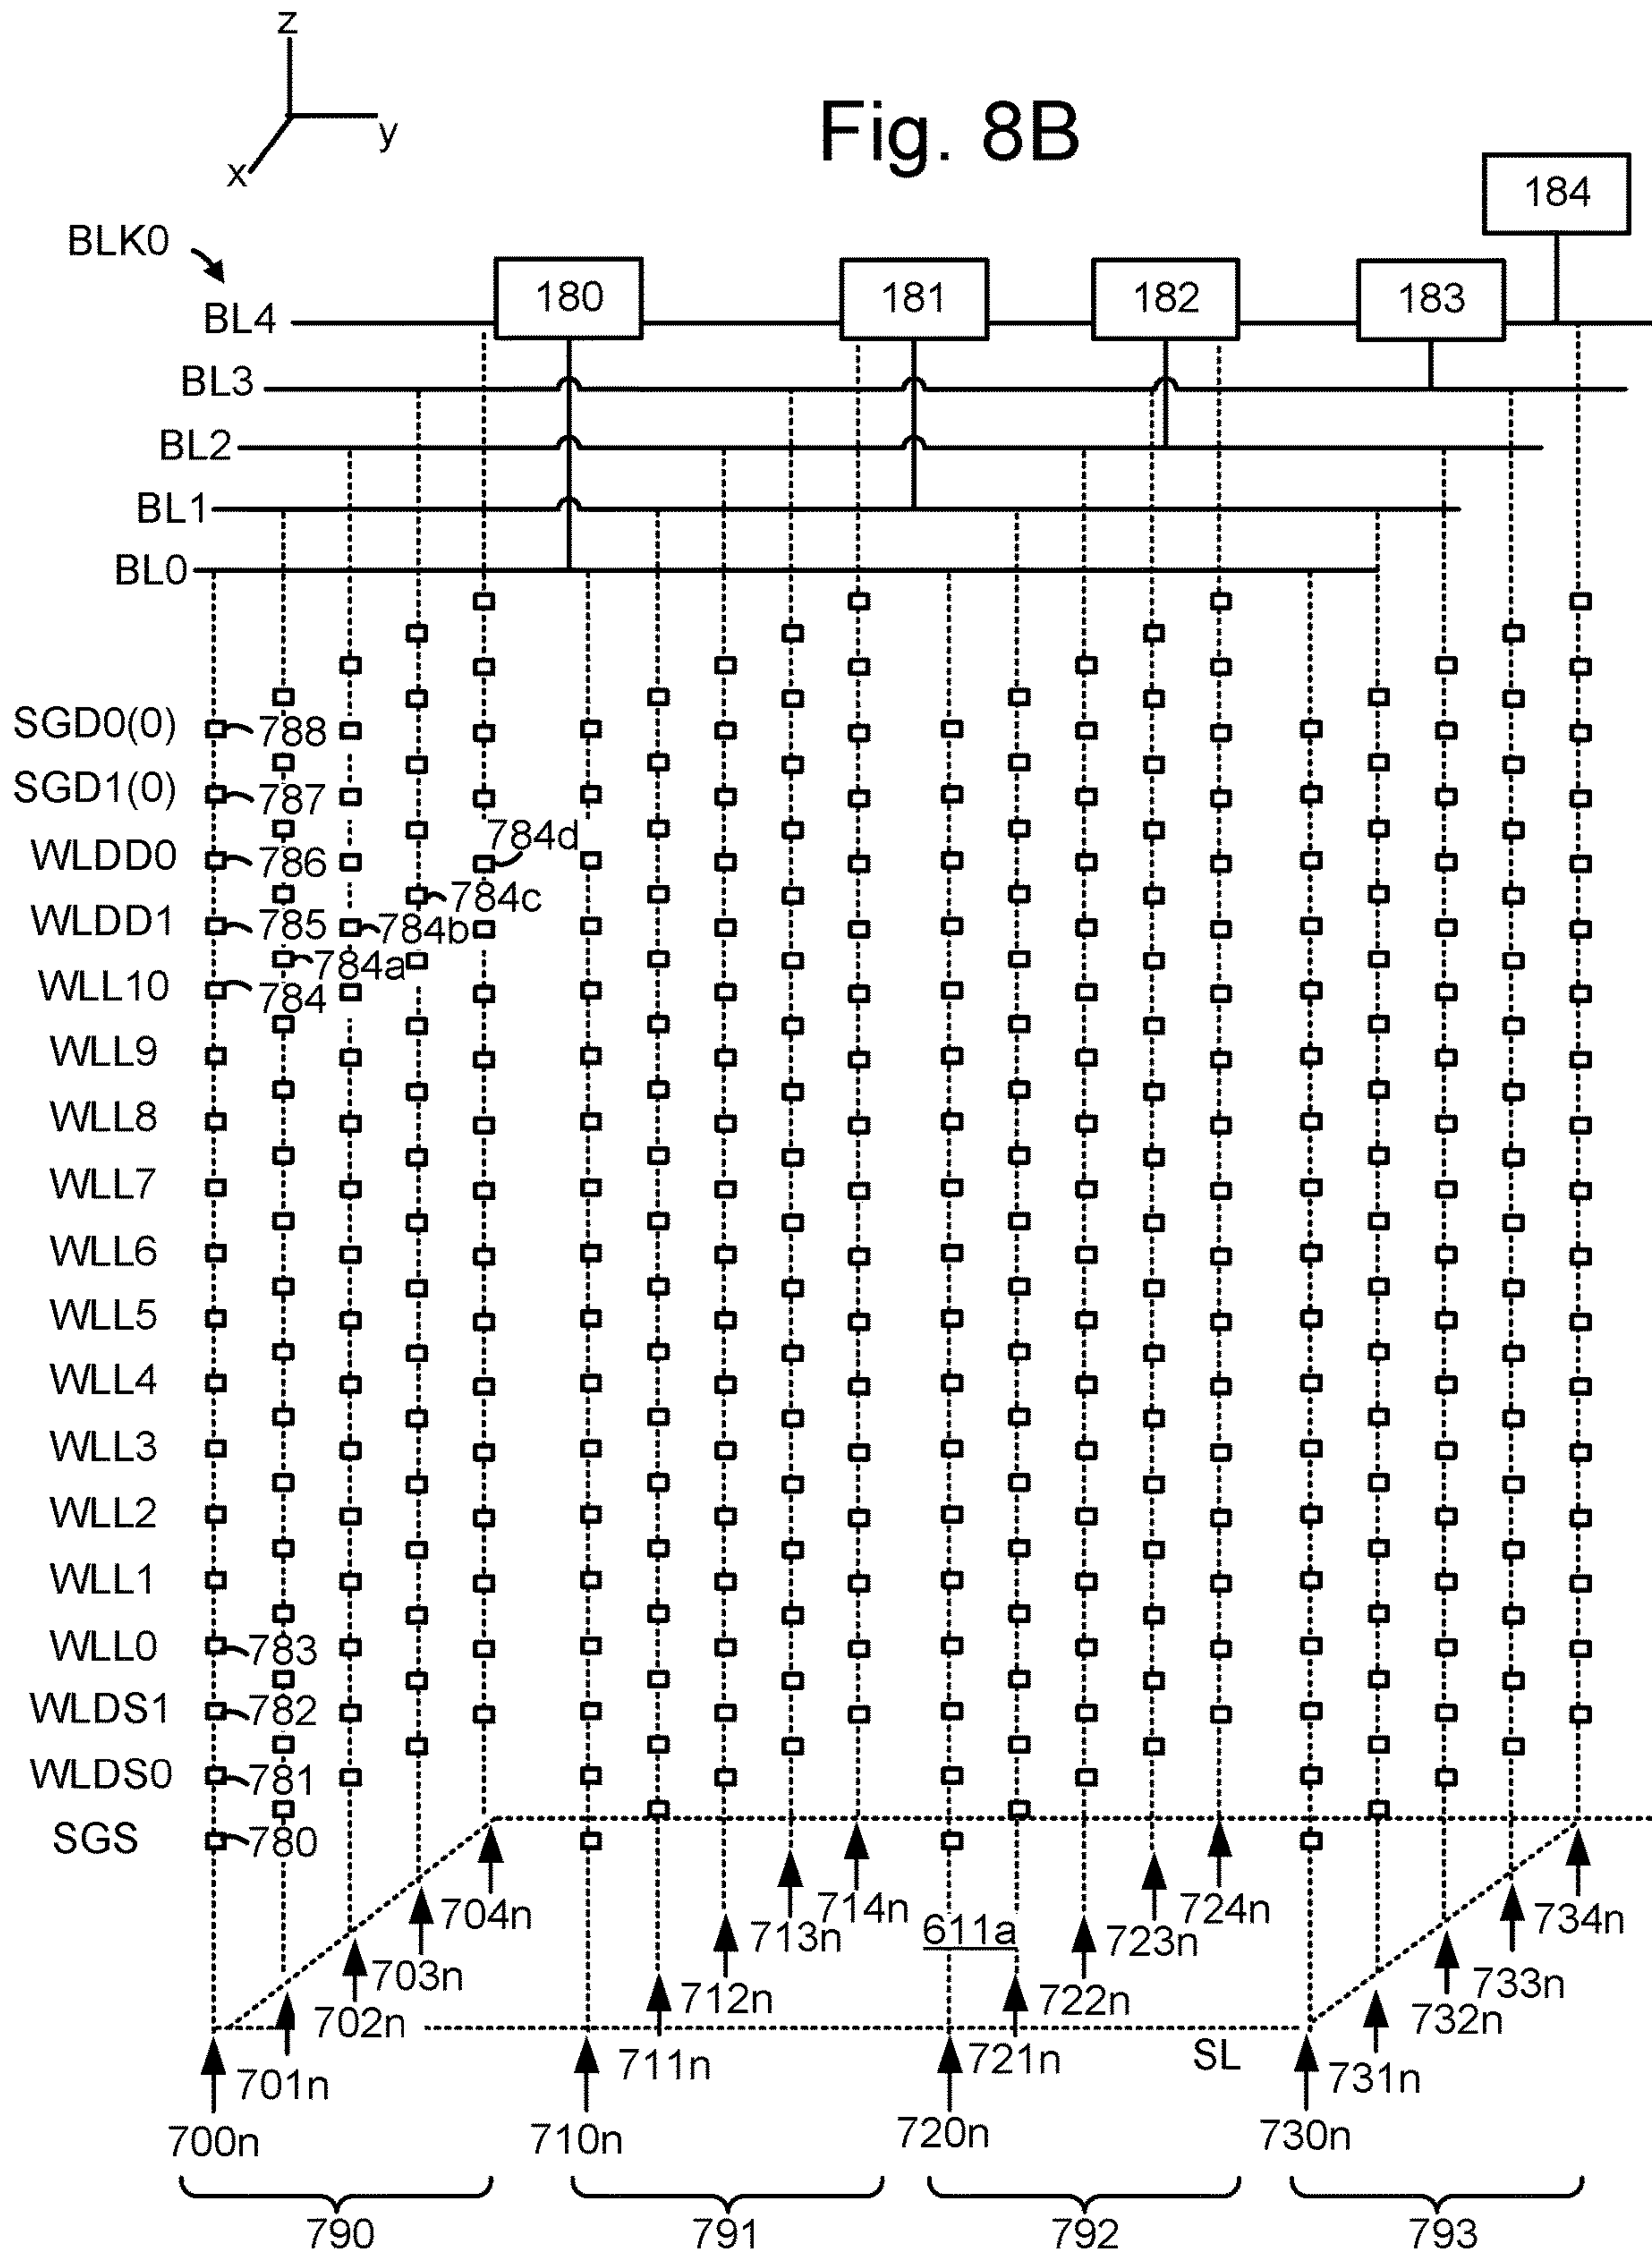 z
y
x
Fig. 8B
184
BLK0
180
181
182
183
BL4
BL3
BL2
BL1
BL0
SGD0(0)
788
SGD1(0)
787
784d
WLDD0
786
784c
WLDD1
785
784b
784a
WLL10
784
WLL9
WLL8
WLL7
WLL6
WLL5
WLL4
WLL3
WLL2
WLL1
WLL0
783
WLDS1
782
WLDS0
781
SGS
780
704n
714n
724n
734n
703n
713n
611a
723n
733n
702n
712n
722n
732n
701n
711n
721n
SL
731n
700n
710n
720n
730n
790
791
792
793